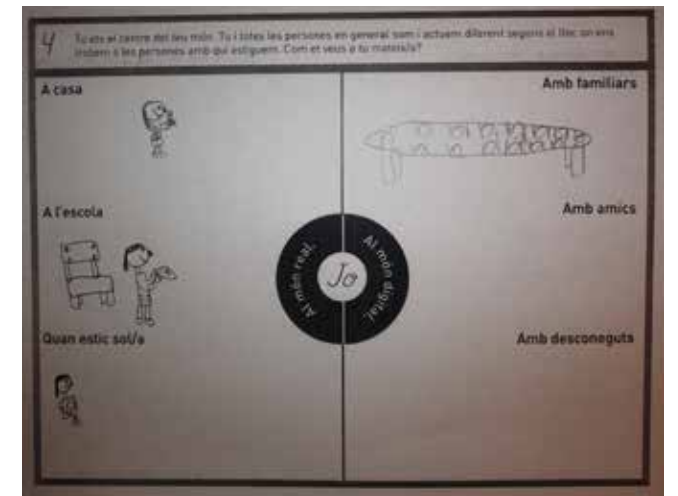 4
Tu ets el centre del teu món. Tu i totes les persones en general som i actuem diferent segons el lloc on ens
trobem o les persones amb qui estiguem. Com et veus a tu mateix/a?
A casa
Amb familiars
A l'escola
Amb amics
Al món real,
Jo
Al món digital,
Quan estic sol/a
Amb desconeguts